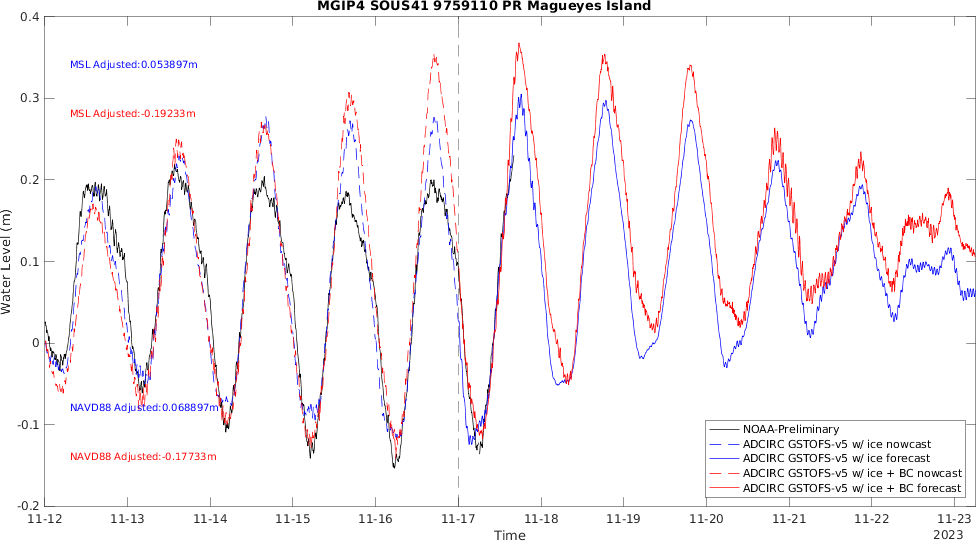 MGIP4 SOUS41 9759110 PR Magueyes Island
0.4
0.3
0.2
0.1
0
-0.1
-0.2
Water Level (m)
MSL Adjusted:0.053897m
MSL Adjusted:-0.19233m
NAVD88 Adjusted:0.068897m
NAVD88 Adjusted:-0.17733m
NOAA-Preliminary
ADCIRC GSTOFS-v5 w/ ice nowcast
ADCIRC GSTOFS-v5 w/ ice forecast
ADCIRC GSTOFS-v5 w/ ice + BC nowcast
ADCIRC GSTOFS-v5 w/ ice + BC forecast
11-12 11-13 11-14 11-15 11-16 11-17 11-18 11-19 11-20 11-21 11-22 11-23
2023
Time